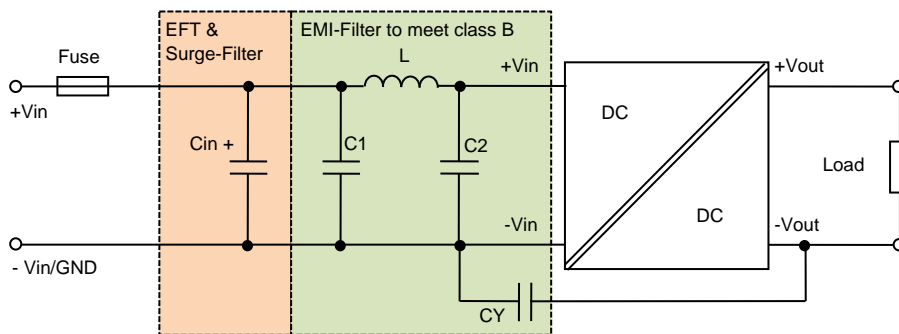 EFT &
Surge-Filter
EMI-Filter to meet class B
Fuse
L
+Vin
+Vout
+Vin
DC
Cin +
C1
C2
Load
DC
-Vin
-Vout
- Vin/GND
CY